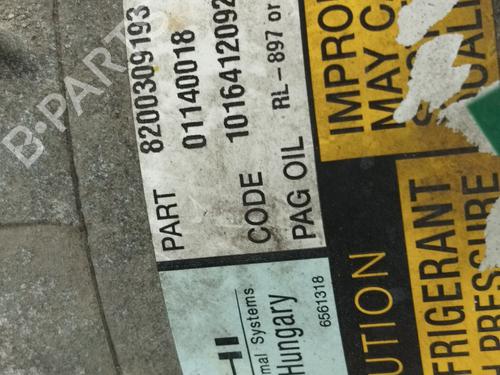 B-PARTS
PART 8200309193
01140018
CODE 1016412092
PAG OIL RL-897 or
HI
mal Systems
Hungary
6561318
IMPRO
MAY C
UTION
FRIGERANT
PRESSURE